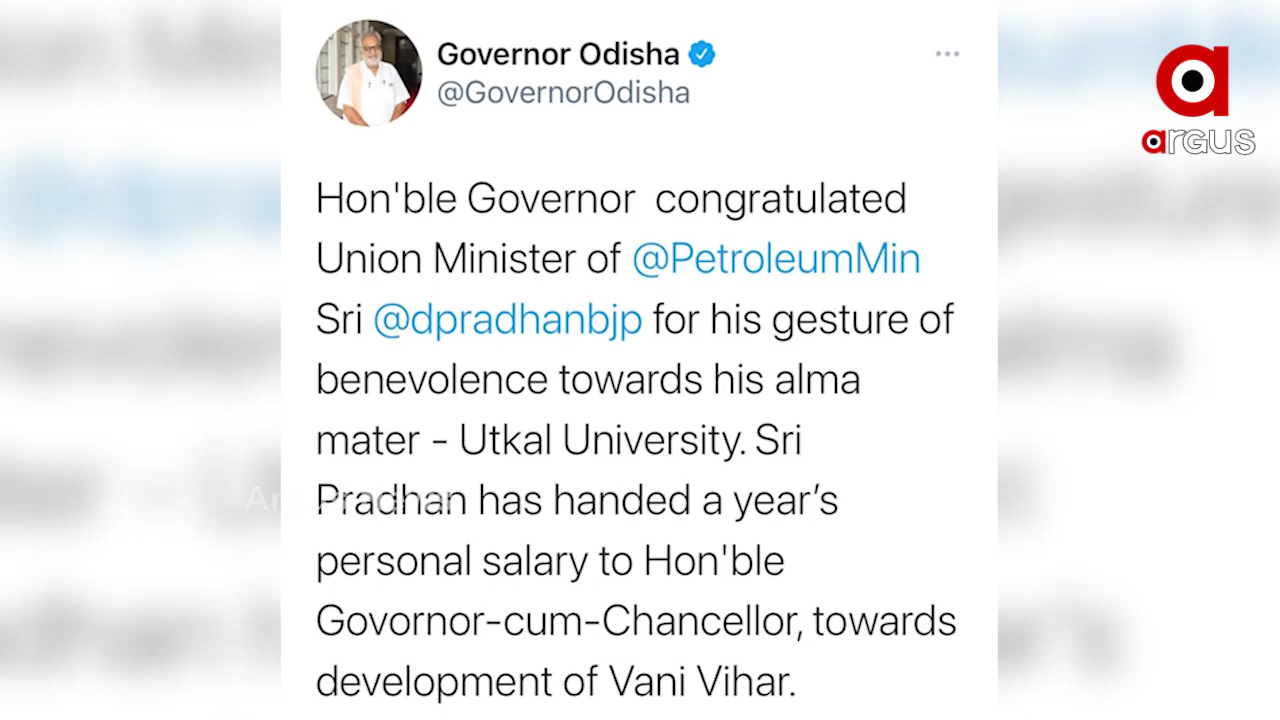 Governor Odisha
@GovernorOdisha
argus
Hon'ble Governor congratulated
Union Minister of @PetroleumMin
Sri @dpradhanbjp for his gesture of
benevolence towards his alma
mater - Utkal University. Sri
Pradhan has handed a year’s
personal salary to Hon'ble
Govornor-cum-Chancellor, towards
development of Vani Vihar.